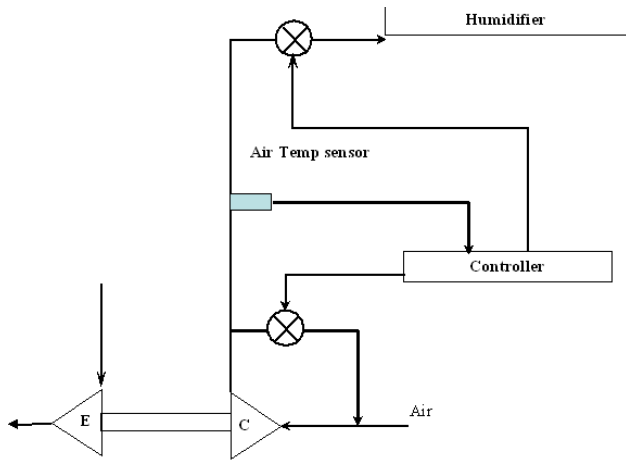 Humidifier
Air Temp sensor
Controller
E
C
Air